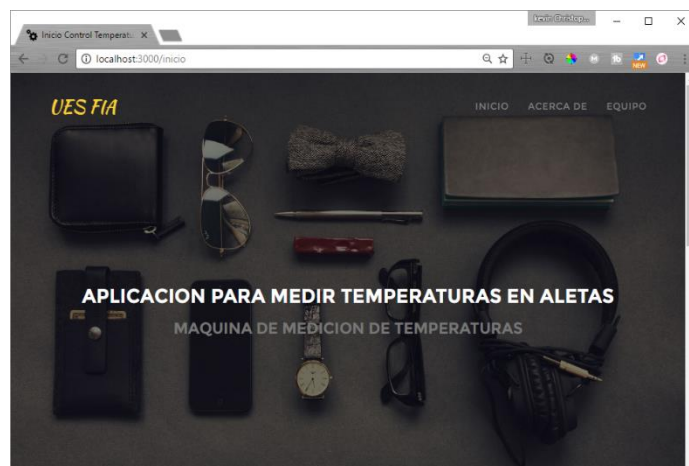 Inicio Control Temperat..
localhost:3000/inicio
NEW
UES FIA
INICIO ACERCA DE EQUIPO
APLICACION PARA MEDIR TEMPERATURAS EN ALETAS
MAQUINA DE MEDICION DE TEMPERATURAS